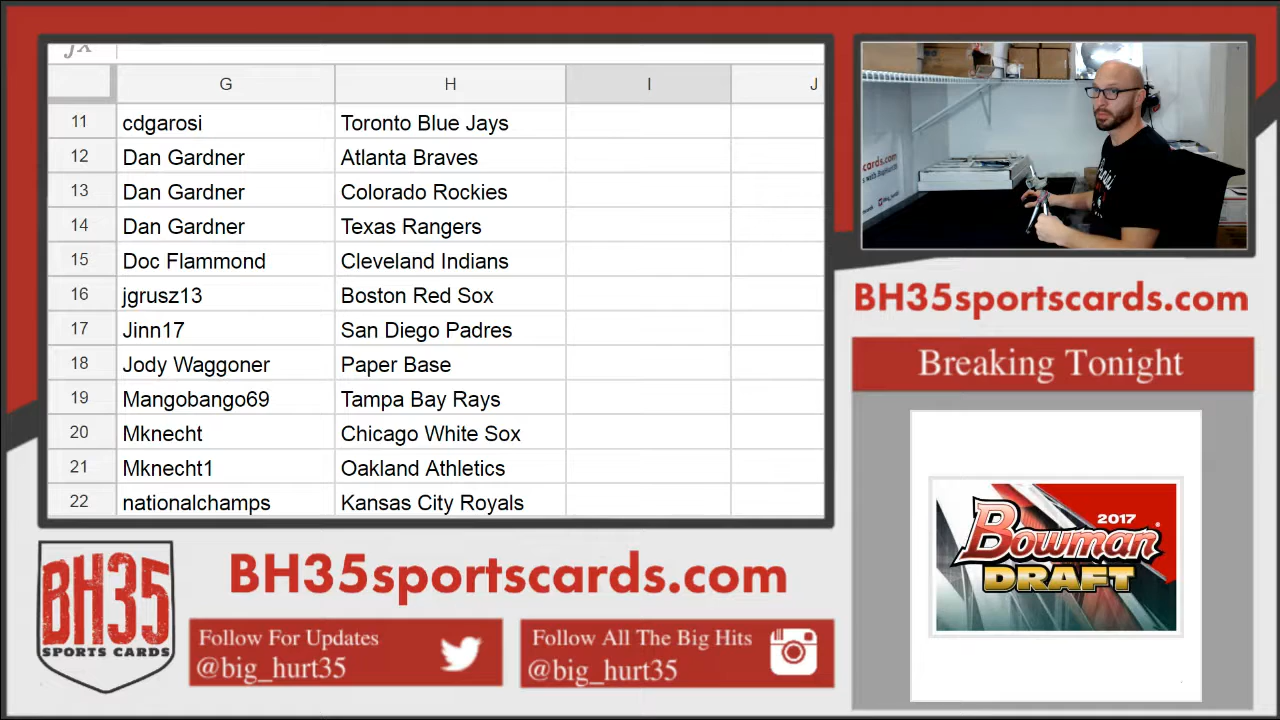 fx
G H I J
11 cdgarosi Toronto Blue Jays
12 Dan Gardner Atlanta Braves
13 Dan Gardner Colorado Rockies
14 Dan Gardner Texas Rangers
15 Doc Flammond Cleveland Indians
16 jgrusz13 Boston Red Sox
17 Jinn17 San Diego Padres
18 Jody Waggoner Paper Base
19 Mangobango69 Tampa Bay Rays
20 Mknecht Chicago White Sox
21 Mknecht1 Oakland Athletics
22 nationalchamps Kansas City Royals
cards.com
BH35sportscards.com
Breaking Tonight
2017
Bowman
DRAFT
BH35
SPORTS CARDS
BH35sportscards.com
Follow For Updates
@big_hurt35
Follow All The Big Hits
@big_hurt35